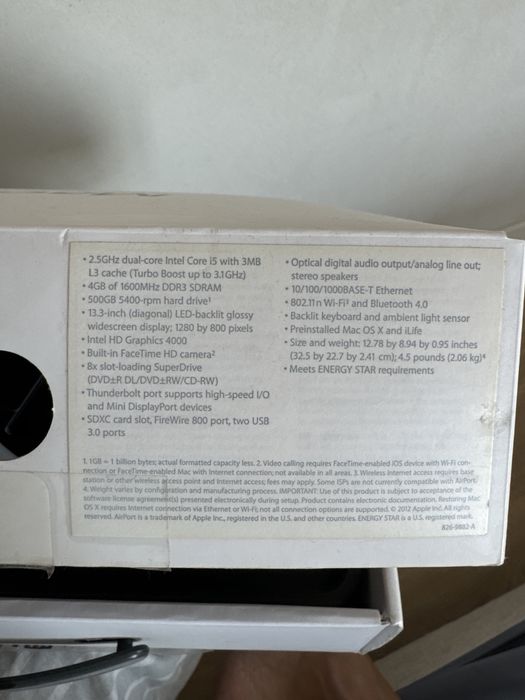 • 2.5GHz dual-core Intel Core i5 with 3MB
L3 cache (Turbo Boost up to 3.1GHz)
• 4GB of 1600MHz DDR3 SDRAM
• 500GB 5400-rpm hard drive¹
• 13.3-inch (diagonal) LED-backlit glossy
widescreen display; 1280 by 800 pixels
• Intel HD Graphics 4000
• Built-in FaceTime HD camera²
• 8x slot-loading SuperDrive
(DVD±R DL/DVD±RW/CD-RW)
• Thunderbolt port supports high-speed I/O
and Mini DisplayPort devices
• SDXC card slot, FireWire 800 port, two USB
3.0 ports
• Optical digital audio output/analog line out;
stereo speakers
• 10/100/1000BASE-T Ethernet
• 802.11n Wi-Fi³ and Bluetooth 4.0
• Backlit keyboard and ambient light sensor
• Preinstalled Mac OS X and iLife
• Size and weight: 12.78 by 8.94 by 0.95 inches
(32.5 by 22.7 by 2.41 cm); 4.5 pounds (2.06 kg)⁴
• Meets ENERGY STAR requirements
1. 1GB = 1 billion bytes; actual formatted capacity less. 2. Video calling requires FaceTime-enabled iOS device with Wi-Fi con-
nection or FaceTime-enabled Mac with Internet connection; not available in all areas. 3. Wireless Internet access requires base
station or other wireless access point and Internet access; fees may apply. Some ISPs are not currently compatible with AirPort.
4. Weight varies by configuration and manufacturing process. IMPORTANT: Use of this product is subject to acceptance of the
software license agreement(s) presented electronically during setup. Product contains electronic documentation. Restoring Mac
OS X requires Internet connection via Ethernet or Wi-Fi; not all connection options are supported. © 2012 Apple Inc. All rights
reserved. AirPort is a trademark of Apple Inc., registered in the U.S. and other countries. ENERGY STAR is a U.S. registered mark.
826-9882-A